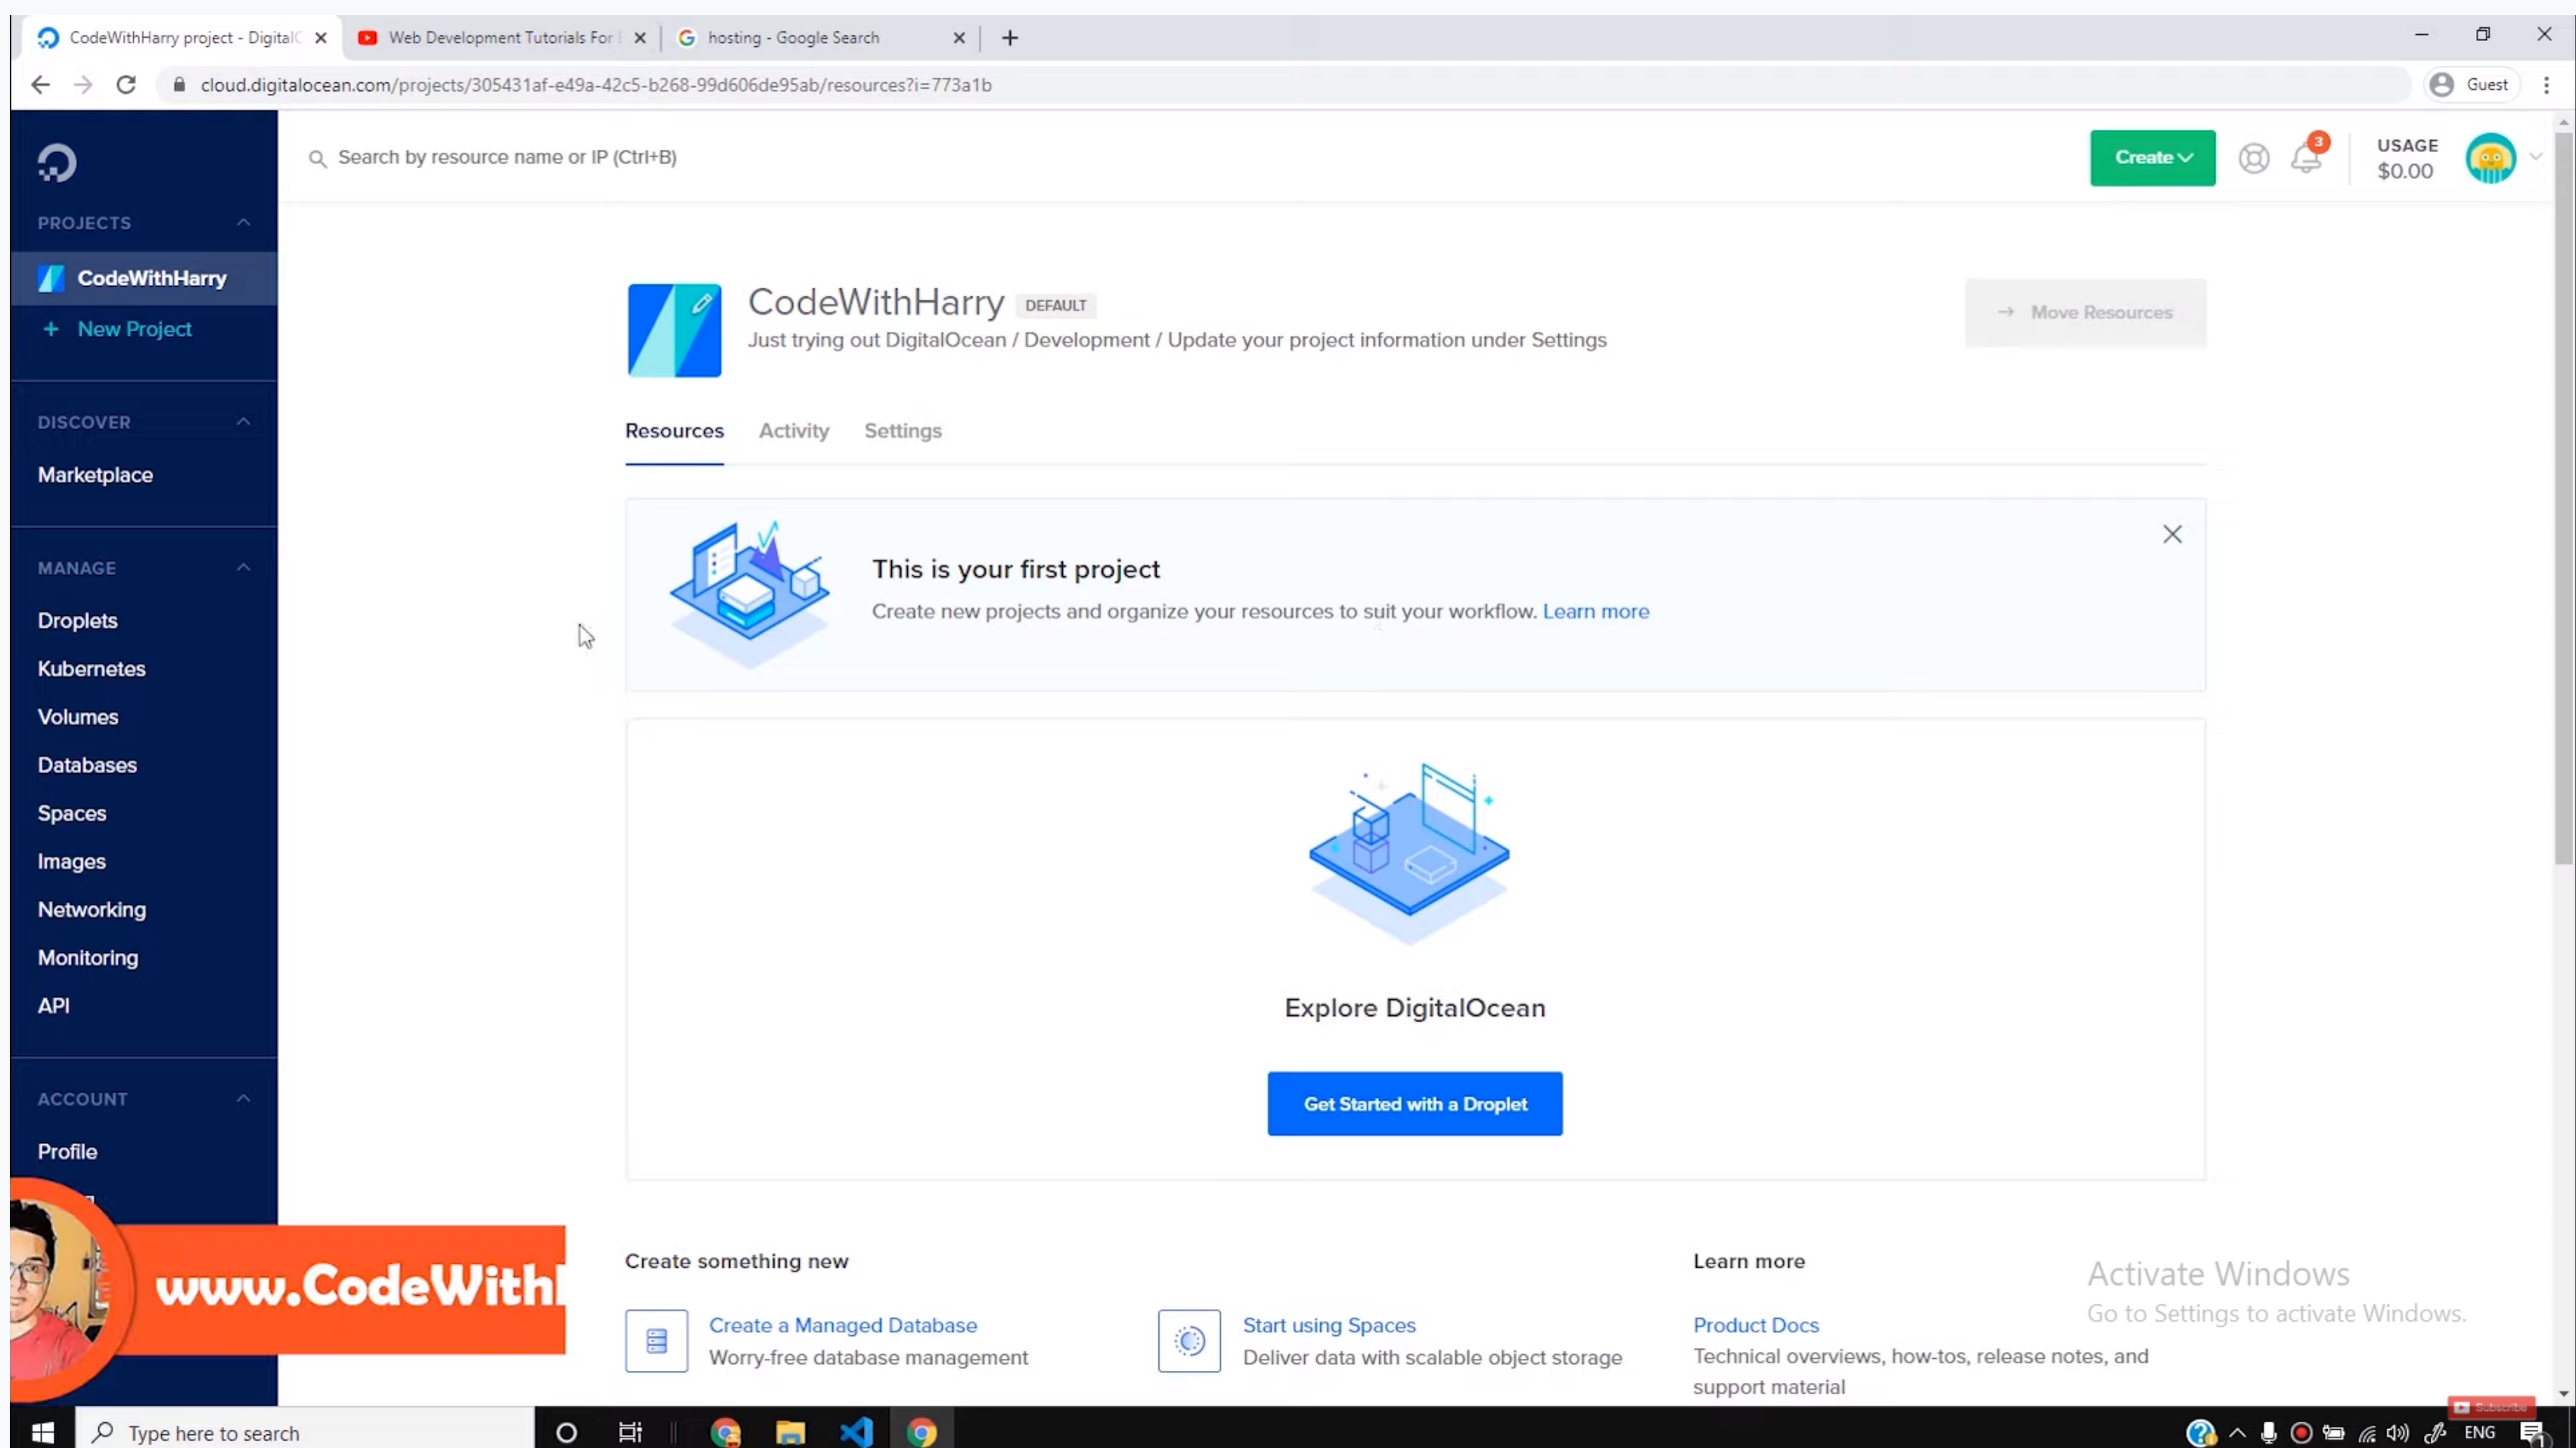 CodeWithHarry project - Digital
Web Development Tutorials For
hosting - Google Search
cloud.digitalocean.com/projects/305431af-e49a-42c5-b268-99d606de95ab/resources?i=773a1b
Guest
Search by resource name or IP (Ctrl+B)
Create
3
USAGE
$0.00
PROJECTS
CodeWithHarry
+ New Project
DISCOVER
Marketplace
MANAGE
Droplets
Kubernetes
Volumes
Databases
Spaces
Images
Networking
Monitoring
API
ACCOUNT
Profile
CodeWithHarry DEFAULT
Just trying out DigitalOcean / Development / Update your project information under Settings
Move Resources
Resources Activity Settings
This is your first project
Create new projects and organize your resources to suit your workflow. Learn more
Explore DigitalOcean
Get Started with a Droplet
Create something new
Create a Managed Database
Worry-free database management
Start using Spaces
Deliver data with scalable object storage
Learn more
Product Docs
Technical overviews, how-tos, release notes, and
support material
Activate Windows
Go to Settings to activate Windows.
www.CodeWith
Subscribe
Type here to search
ENG
1